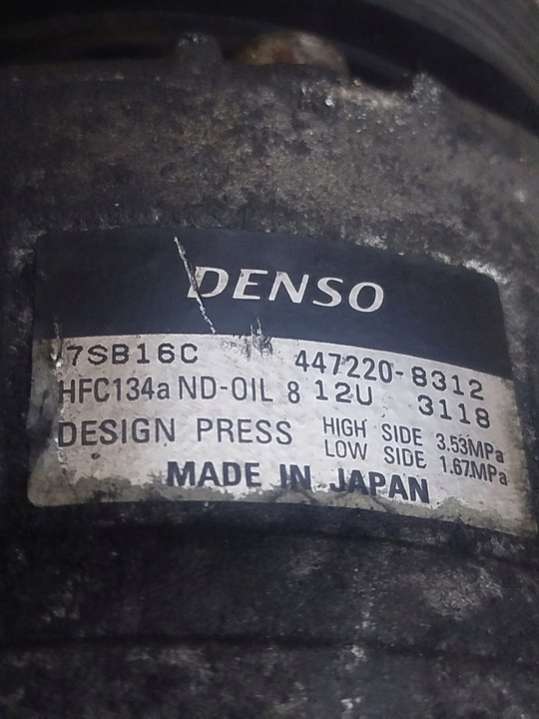 DENSO
7SB16C 447220-8312
HFC134a ND-OIL 8 12U 3118
DESIGN PRESS HIGH SIDE 3.53MPa
LOW SIDE 1.67MPa
MADE IN JAPAN